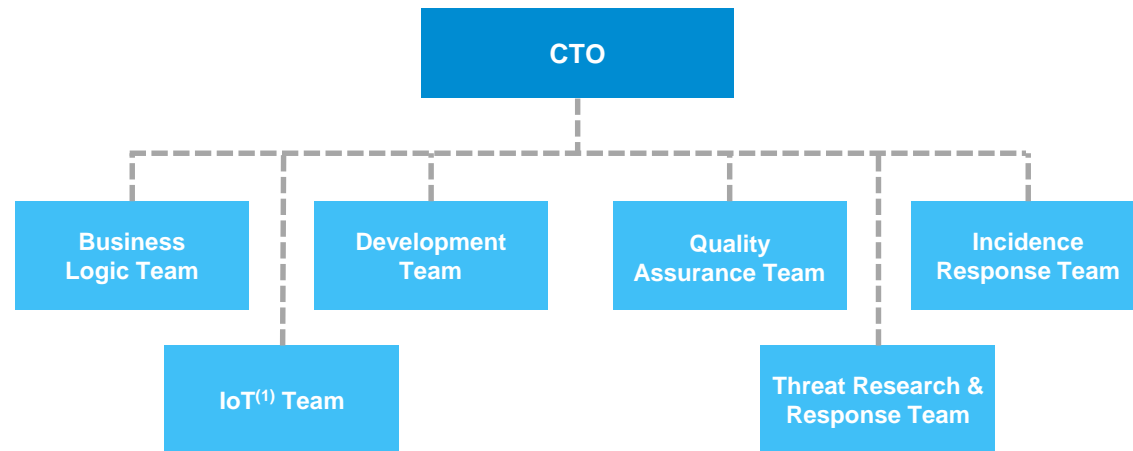 CTO
Business
Logic Team
Development
Team
Quality
Assurance Team
Incidence
Response Team
IoT(1) Team
Threat Research &
Response Team